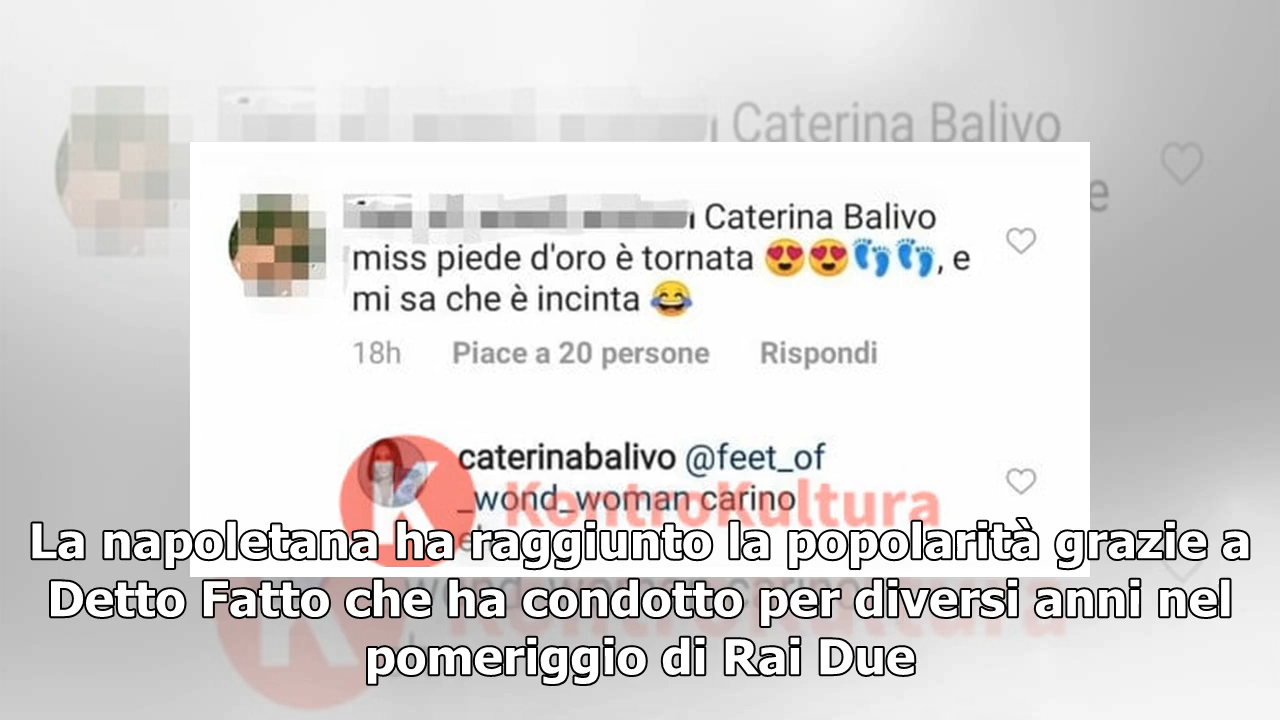 Caterina Balivo
e
Caterina Balivo
miss piede d'oro è tornata 😍😍👣👣, e
mi sa che è incinta 😂
18h Piace a 20 persone Rispondi
caterinabalivo @feet_of
_wond_woman carino
K KontroKultura
La napoletana ha raggiunto la popolarità grazie a
Detto Fatto che ha condotto per diversi anni nel
pomeriggio di Rai Due